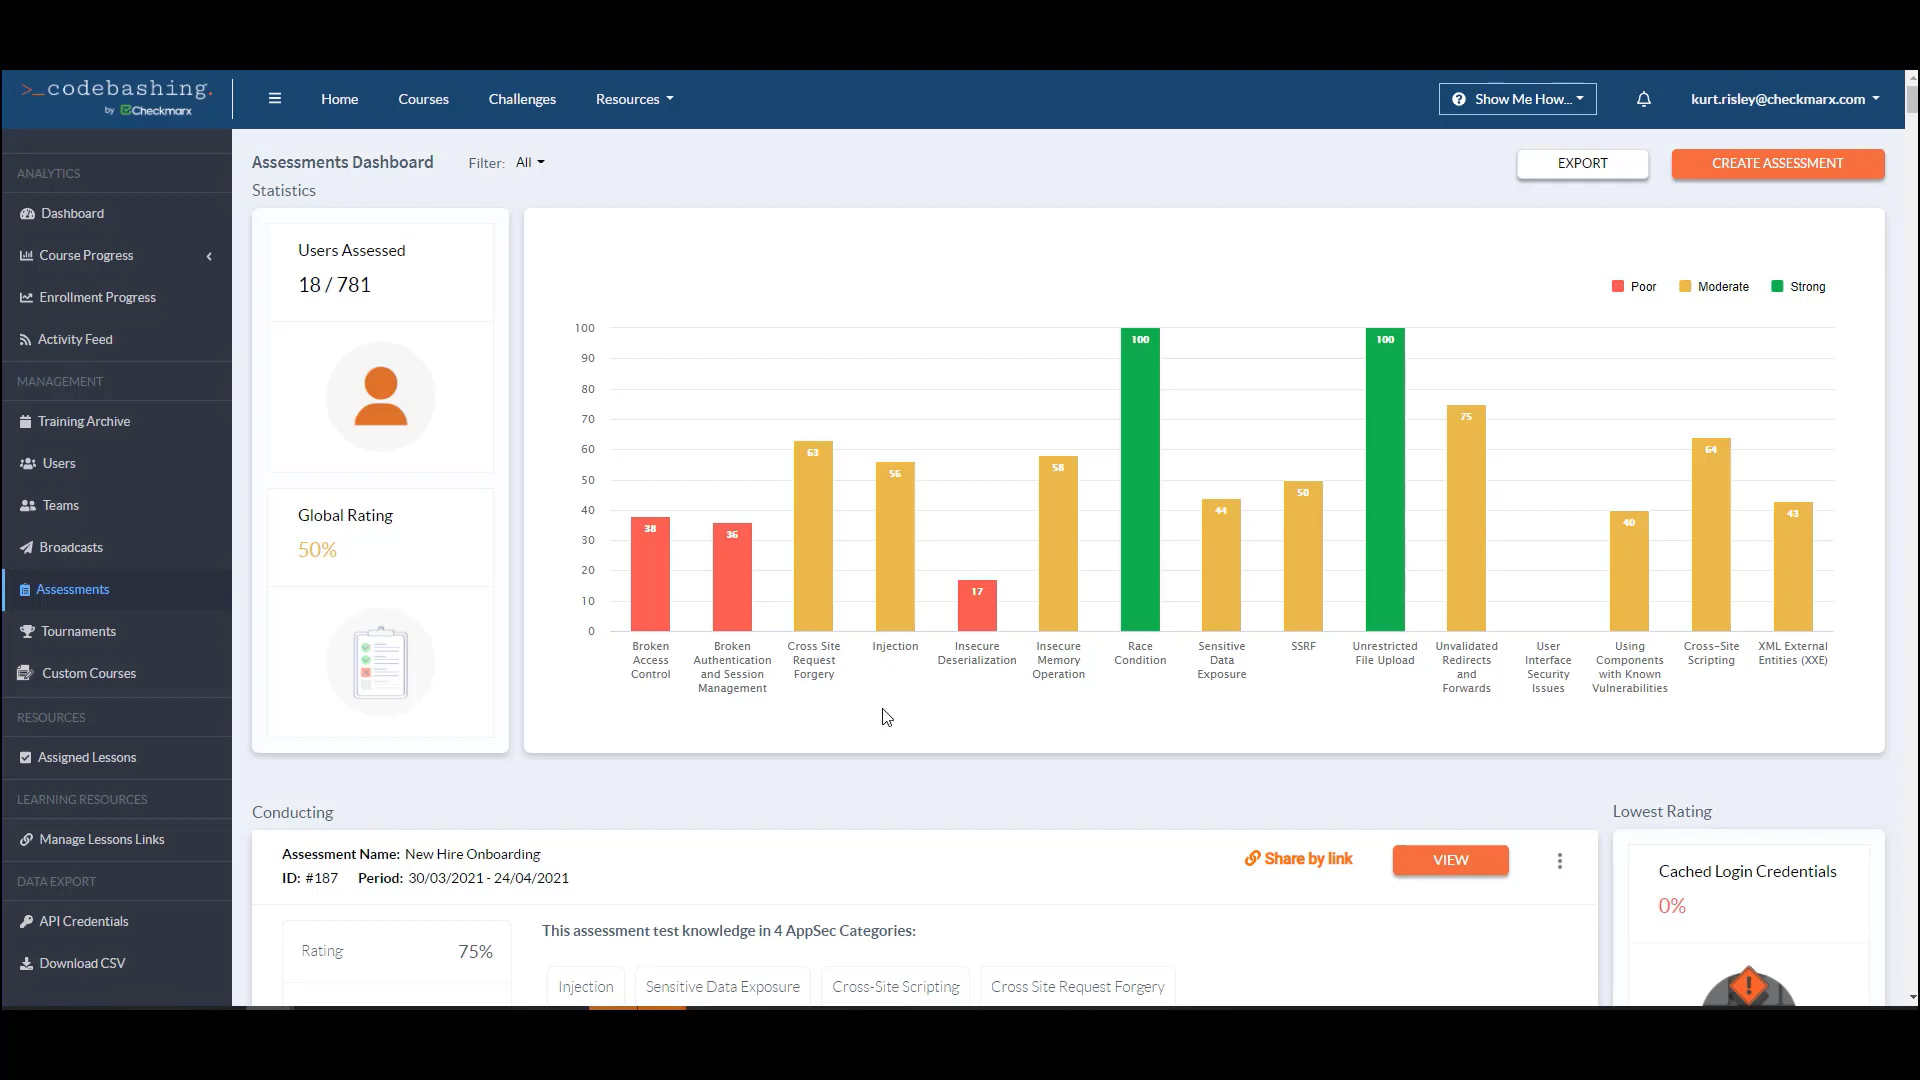 >_codebashing.
by Checkmarx
Home
Courses
Challenges
Resources
Show Me How...
kurt.risley@checkmarx.com
ANALYTICS
Dashboard
Course Progress
Enrollment Progress
Activity Feed
MANAGEMENT
Training Archive
Users
Teams
Broadcasts
Assessments
Tournaments
Custom Courses
RESOURCES
Assigned Lessons
LEARNING RESOURCES
Manage Lessons Links
DATA EXPORT
API Credentials
Download CSV
Assessments Dashboard
Filter: All
EXPORT
CREATE ASSESSMENT
Statistics
Users Assessed
18 / 781
Global Rating
50%
Poor
Moderate
Strong
100
90
80
70
60
50
40
30
20
10
0
38
36
63
56
17
58
100
44
50
100
75
40
64
43
Broken
Access
Control
Broken
Authentication
and Session
Management
Cross Site
Request
Forgery
Injection
Insecure
Deserialization
Insecure
Memory
Operation
Race
Condition
Sensitive
Data
Exposure
SSRF
Unrestricted
File Upload
Unvalidated
Redirects
and
Forwards
User
Interface
Security
Issues
Using
Components
with Known
Vulnerabilities
Cross-Site
Scripting
XML External
Entities (XXE)
Conducting
Assessment Name: New Hire Onboarding
ID: #187 Period: 30/03/2021 - 24/04/2021
Share by link
VIEW
Rating 75%
This assessment test knowledge in 4 AppSec Categories:
Injection
Sensitive Data Exposure
Cross-Site Scripting
Cross Site Request Forgery
Lowest Rating
Cached Login Credentials
0%